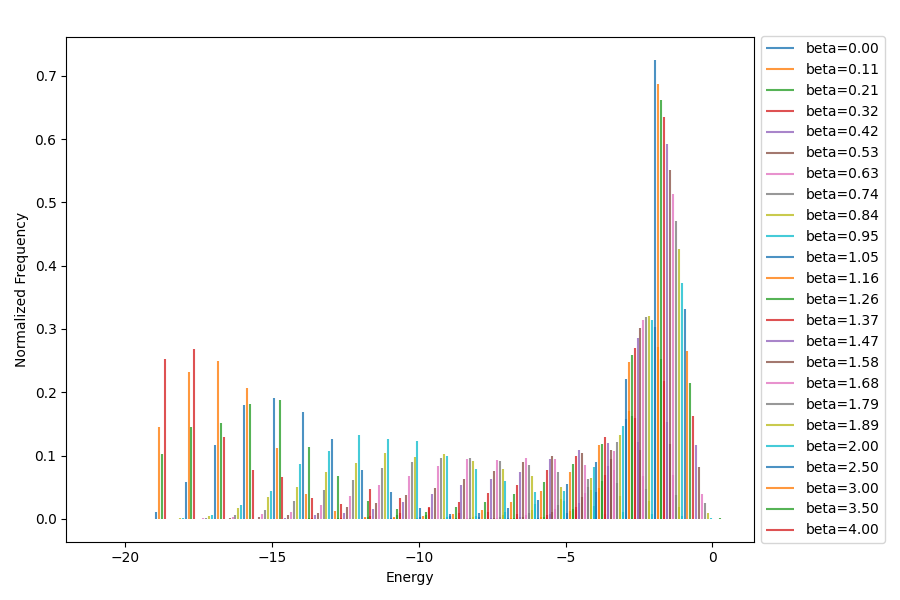 0.7
0.6
0.5
0.4
0.3
0.2
0.1
0.0
Normalized Frequency
−20
−15
−10
−5
0
Energy
beta=0.00
beta=0.11
beta=0.21
beta=0.32
beta=0.42
beta=0.53
beta=0.63
beta=0.74
beta=0.84
beta=0.95
beta=1.05
beta=1.16
beta=1.26
beta=1.37
beta=1.47
beta=1.58
beta=1.68
beta=1.79
beta=1.89
beta=2.00
beta=2.50
beta=3.00
beta=3.50
beta=4.00